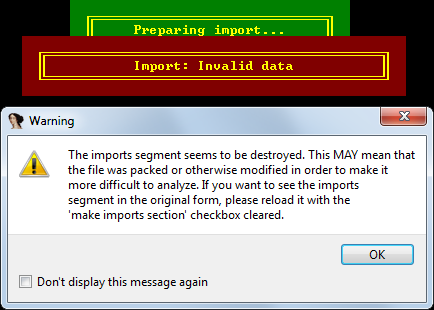 Preparing import...
Import: Invalid data
Warning
The imports segment seems to be destroyed. This MAY mean that
the file was packed or otherwise modified in order to make it
more difficult to analyze. If you want to see the imports
segment in the original form, please reload it with the
'make imports section' checkbox cleared.
OK
Don't display this message again